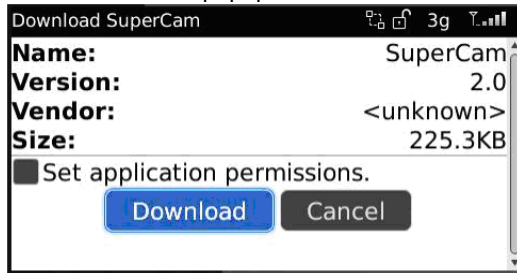 Download SuperCam 3g
Name: SuperCam
Version: 2.0
Vendor: <unknown>
Size: 225.3KB
Set application permissions.
Download Cancel